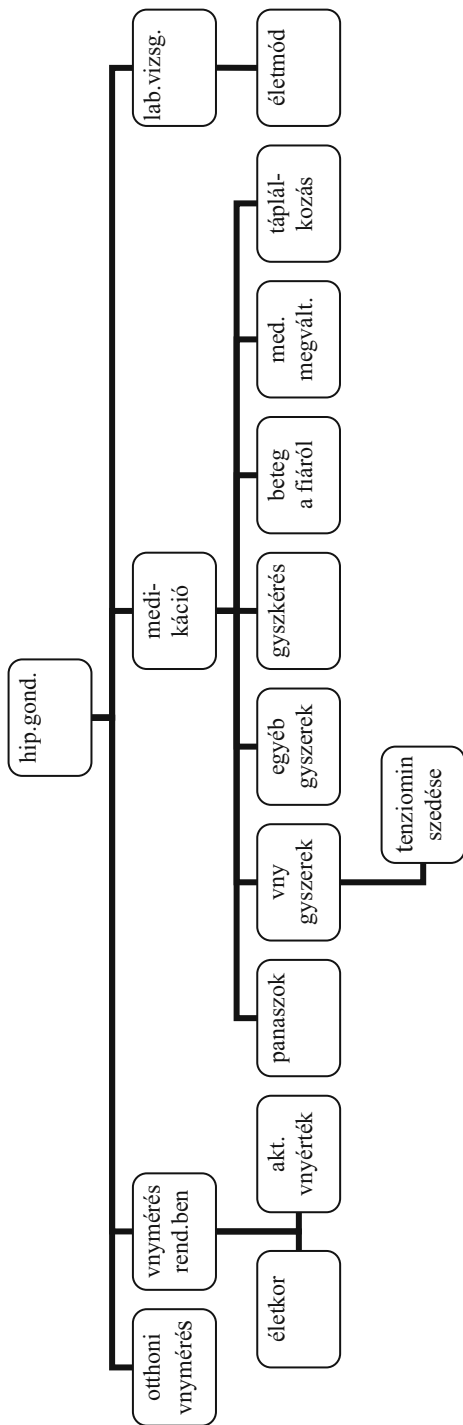 hip.gond.
otthoni
vnymérés
vnymérés
rend.ben
medi-
káció
lab.vizsg.
életkor
akt.
vnyérték
panaszok
vny
gyszerek
egyéb
gyszerek
gyszkérés
beteg
a fiáról
med.
megvált.
táplál-
kozás
életmód
tenziomin
szedése